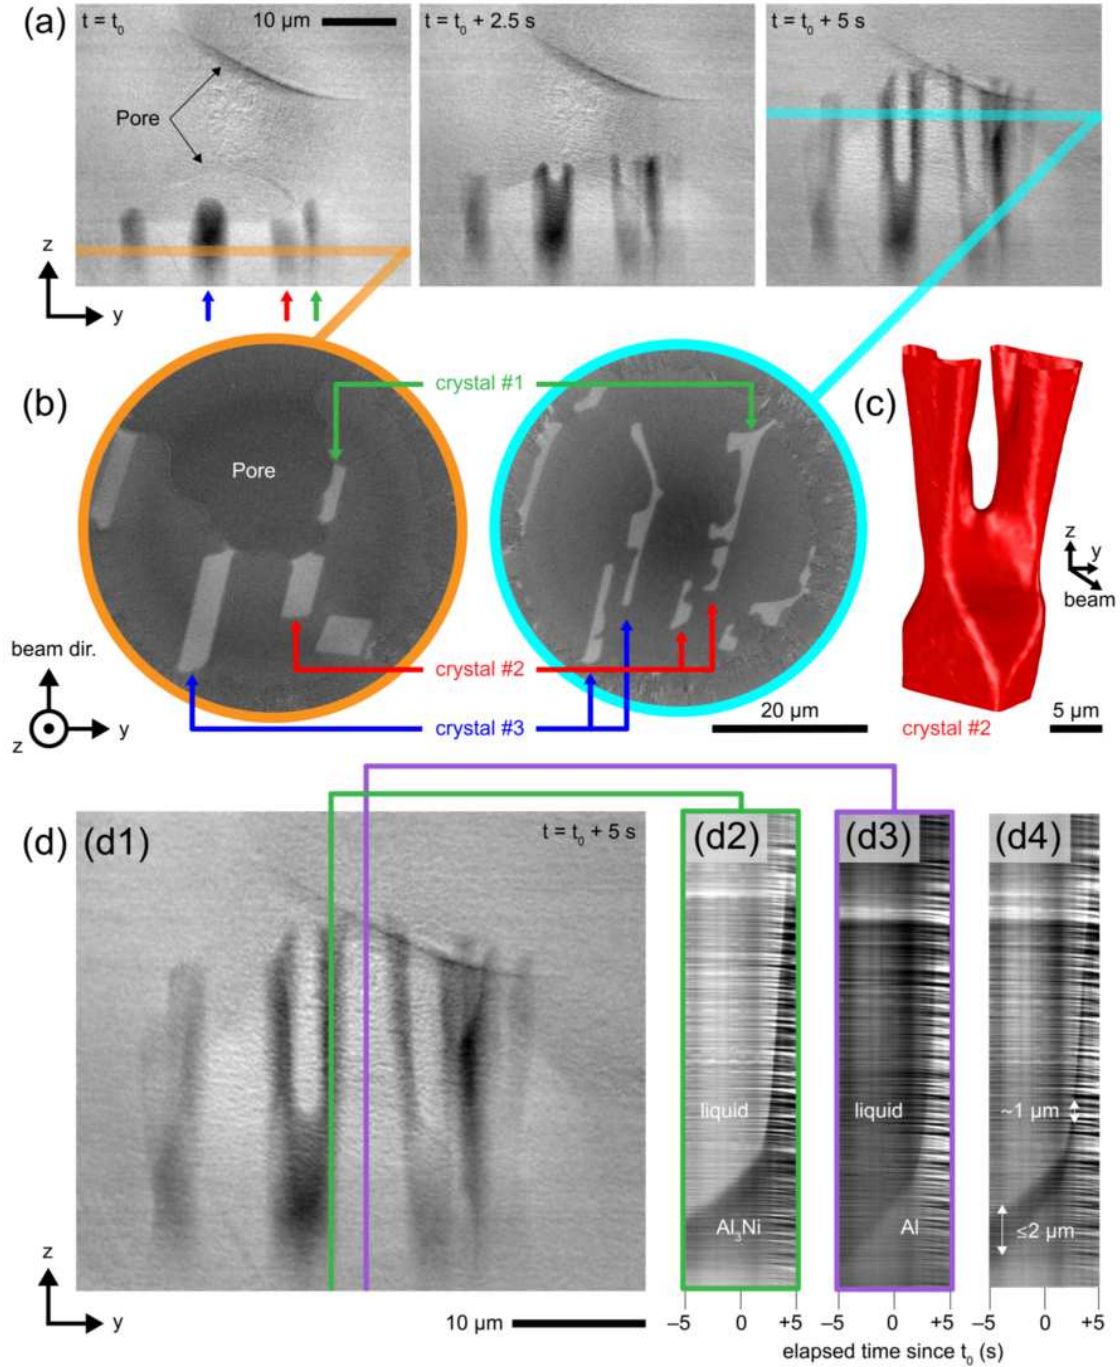 (a)
t = t₀
10 µm
t = t₀ + 2.5 s
t = t₀ + 5 s
Pore
z
y
(b)
crystal #1
(c)
Pore
z
y
beam
beam dir.
crystal #2
z
y
crystal #3
20 µm
crystal #2
5 µm
(d)
(d1)
t = t₀ + 5 s
(d2)
(d3)
(d4)
liquid
liquid
~1 µm
Al₃Ni
Al
≤2 µm
z
y
10 µm
–5
0
+5
–5
0
+5
–5
0
+5
elapsed time since t₀ (s)